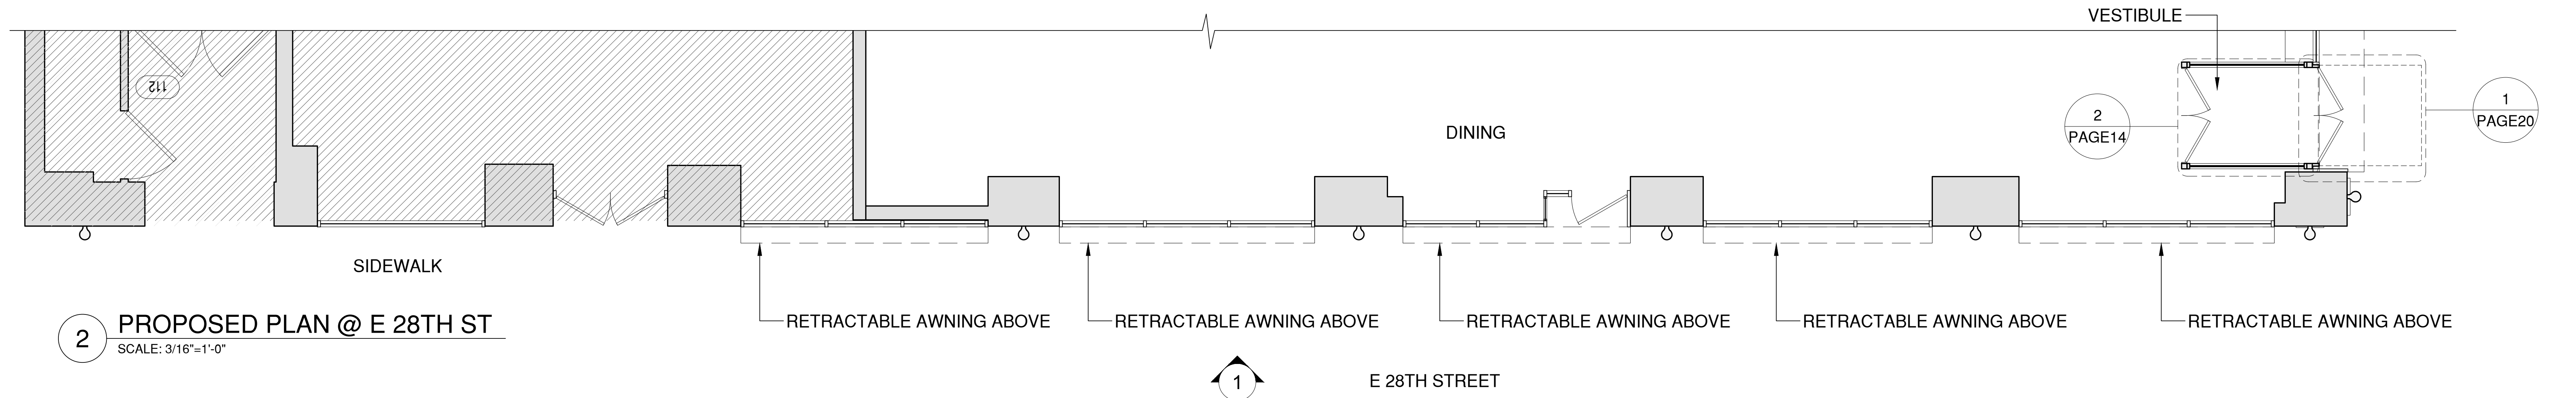 VESTIBULE
112
2
PAGE14
1
PAGE20
DINING
SIDEWALK
RETRACTABLE AWNING ABOVE
RETRACTABLE AWNING ABOVE
RETRACTABLE AWNING ABOVE
RETRACTABLE AWNING ABOVE
RETRACTABLE AWNING ABOVE
2
PROPOSED PLAN @ E 28TH ST
SCALE: 3/16"=1'-0"
1
E 28TH STREET